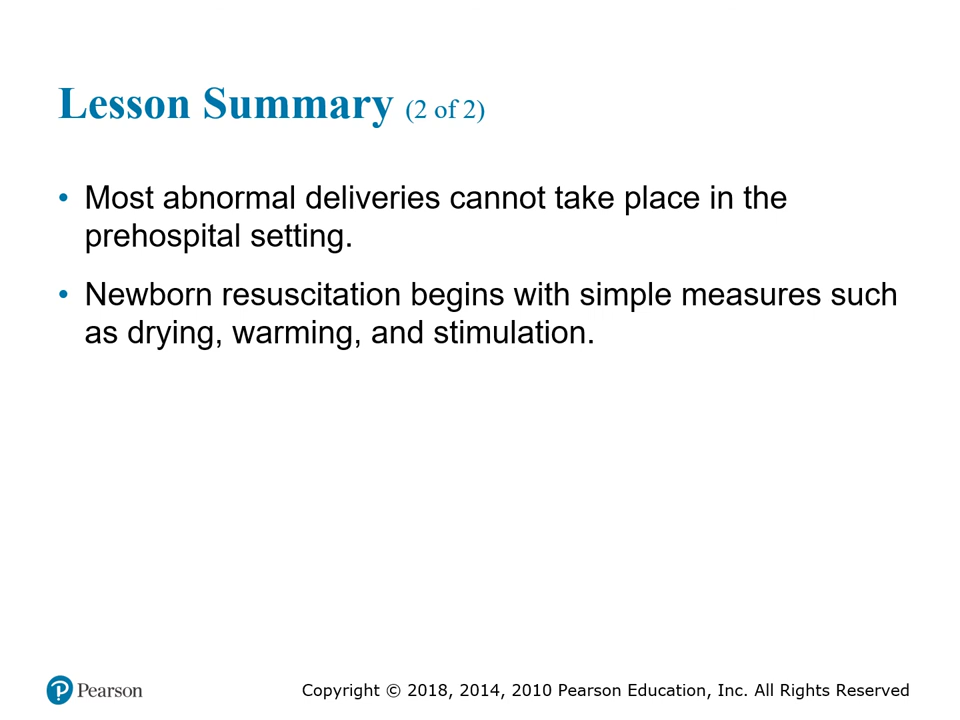 Lesson Summary (2 of 2)
• Most abnormal deliveries cannot take place in the
prehospital setting.
• Newborn resuscitation begins with simple measures such
as drying, warming, and stimulation.
Pearson
Copyright © 2018, 2014, 2010 Pearson Education, Inc. All Rights Reserved